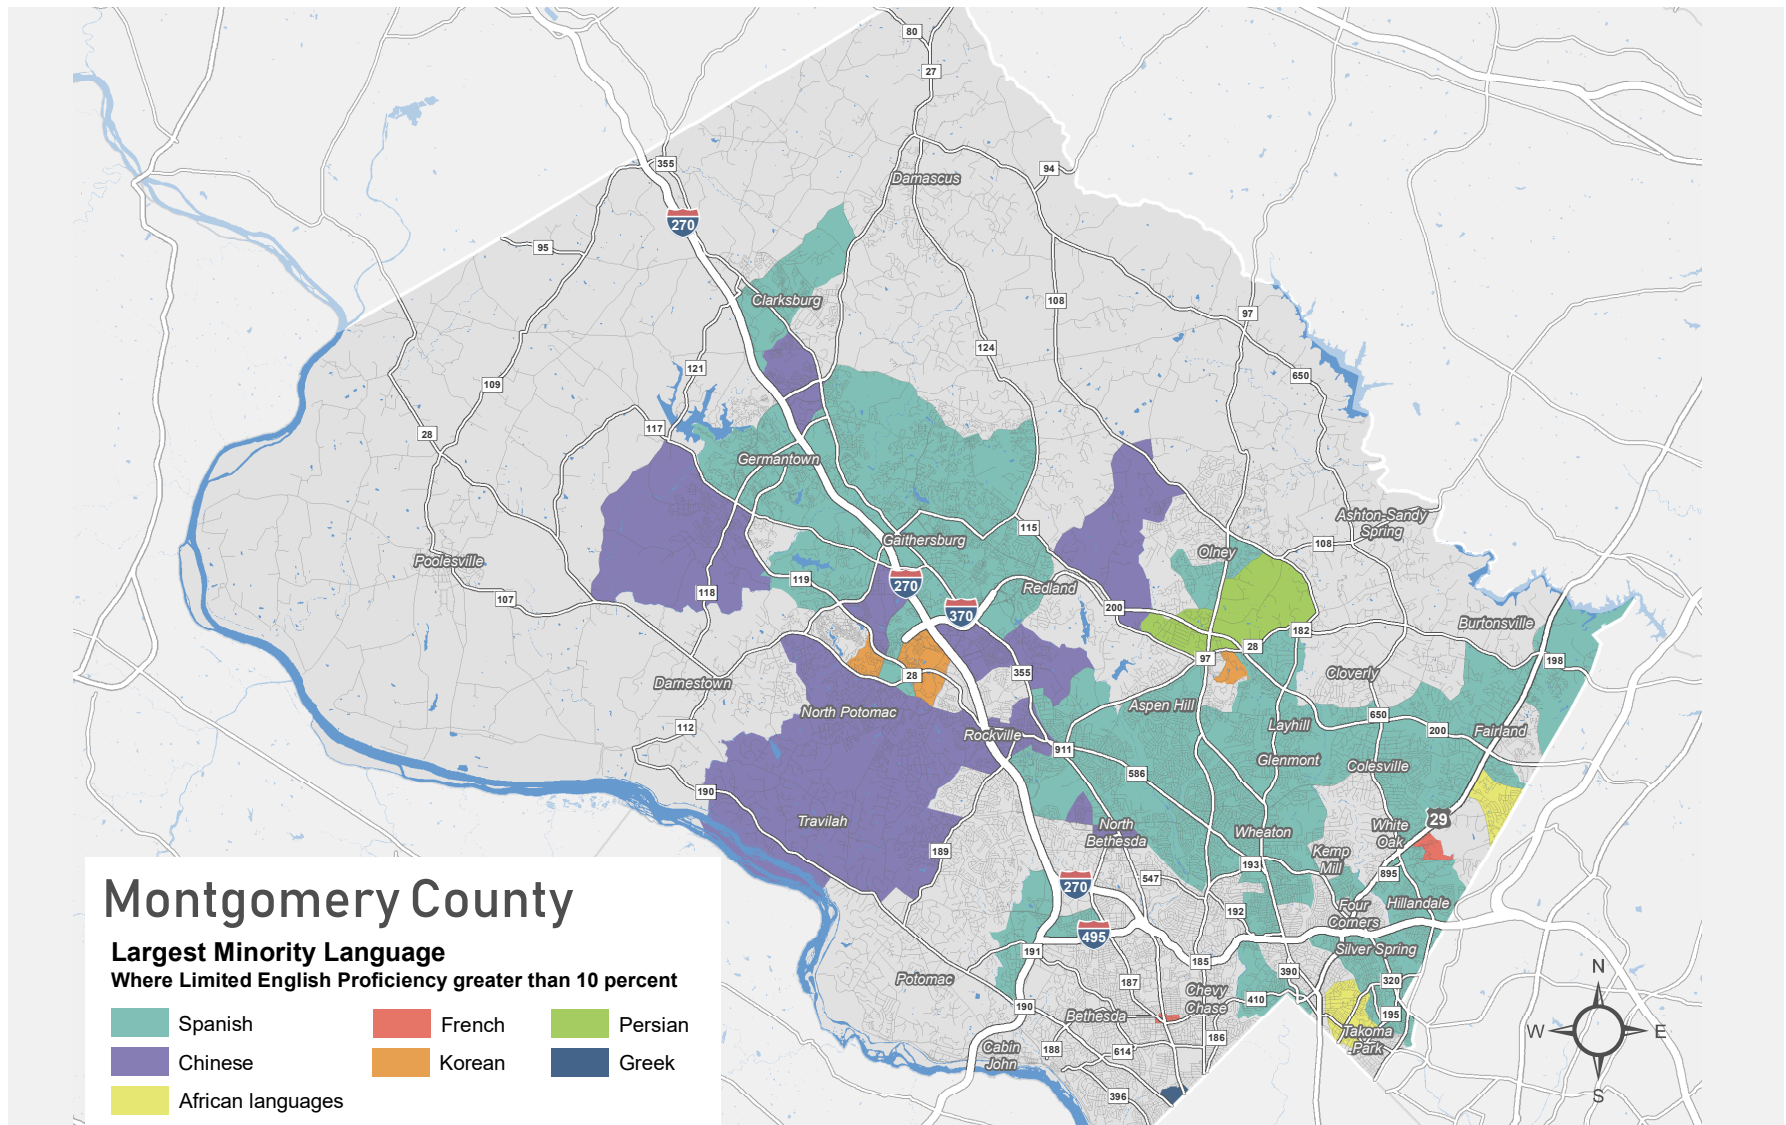 80
27
355
94
Damascus
270
95
Clarksburg
108
97
124
121
109
650
117
28
Germantown
Ashton-Sandy
Spring
115
Gaithersburg
Olney
108
Poolesville
119
270
Redland
118
107
200
370
Burtonsville
182
28
97
198
355
28
Cloverly
Darnestown
Aspen Hill
North Potomac
650
112
Layhill
200
Fairland
Rockville
911
Glenmont
Colesville
586
190
Travilah
29
North
Bethesda
Wheaton
White
Oak
189
Kemp
Mill
193
895
547
270
Four
Corners
Hillandale
192
495
191
Silver Spring
185
390
Potomac
187
320
Chevy
Chase
410
190
Bethesda
195
186
Takoma
Park
Cabin
John
188
614
396
N
W
E
S
Montgomery County
Largest Minority Language
Where Limited English Proficiency greater than 10 percent
Spanish
French
Persian
Chinese
Korean
Greek
African languages